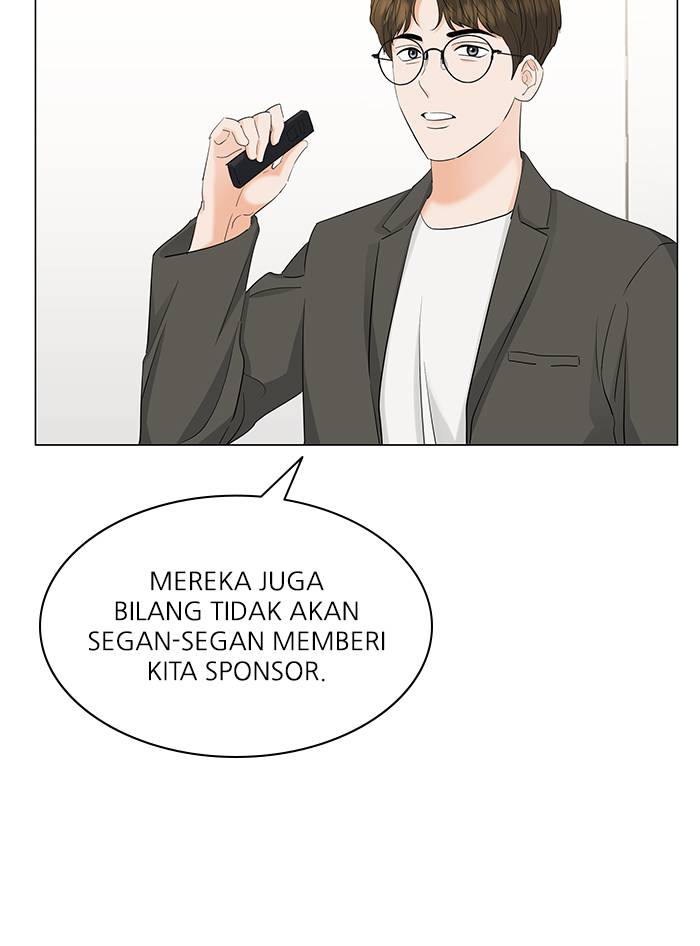 MEREKA JUGA
BILANG TIDAK AKAN
SEGAN-SEGAN MEMBERI
KITA SPONSOR.